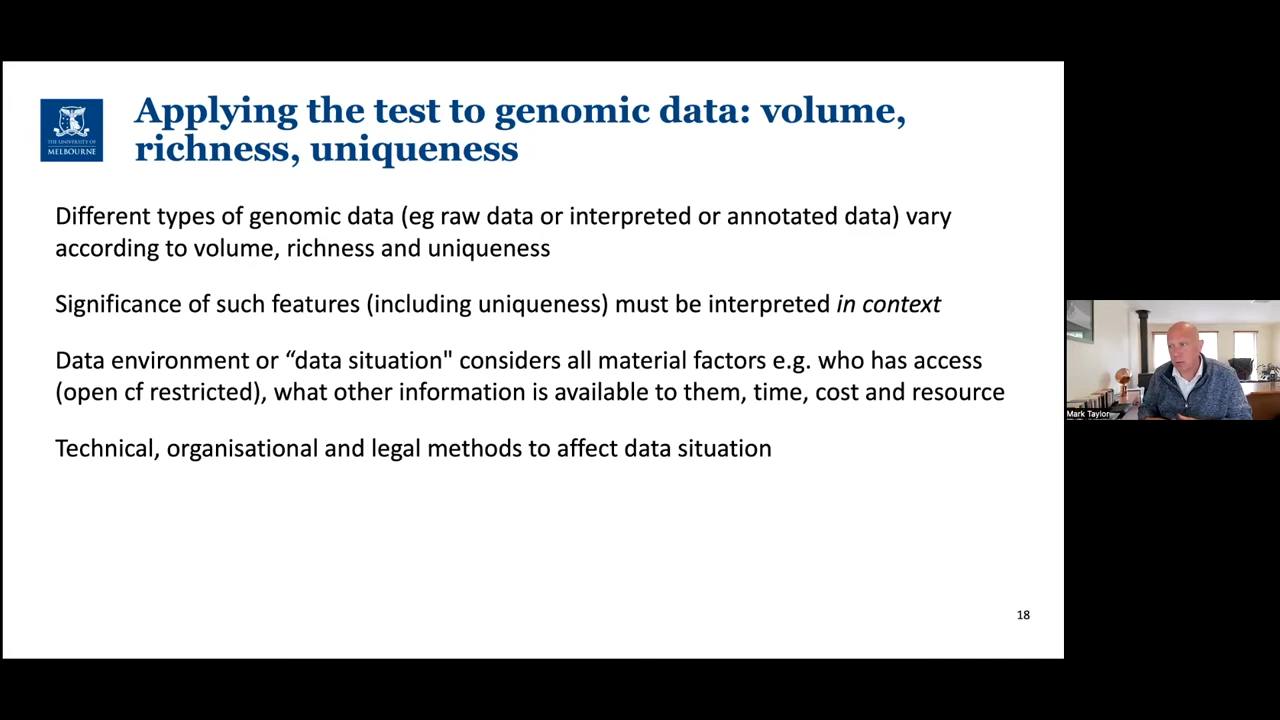 Applying the test to genomic data: volume,
richness, uniqueness
THE UNIVERSITY OF
MELBOURNE
Different types of genomic data (eg raw data or interpreted or annotated data) vary
according to volume, richness and uniqueness
Significance of such features (including uniqueness) must be interpreted in context
Data environment or “data situation" considers all material factors e.g. who has access
(open cf restricted), what other information is available to them, time, cost and resource
Technical, organisational and legal methods to affect data situation
18
Mark Taylor